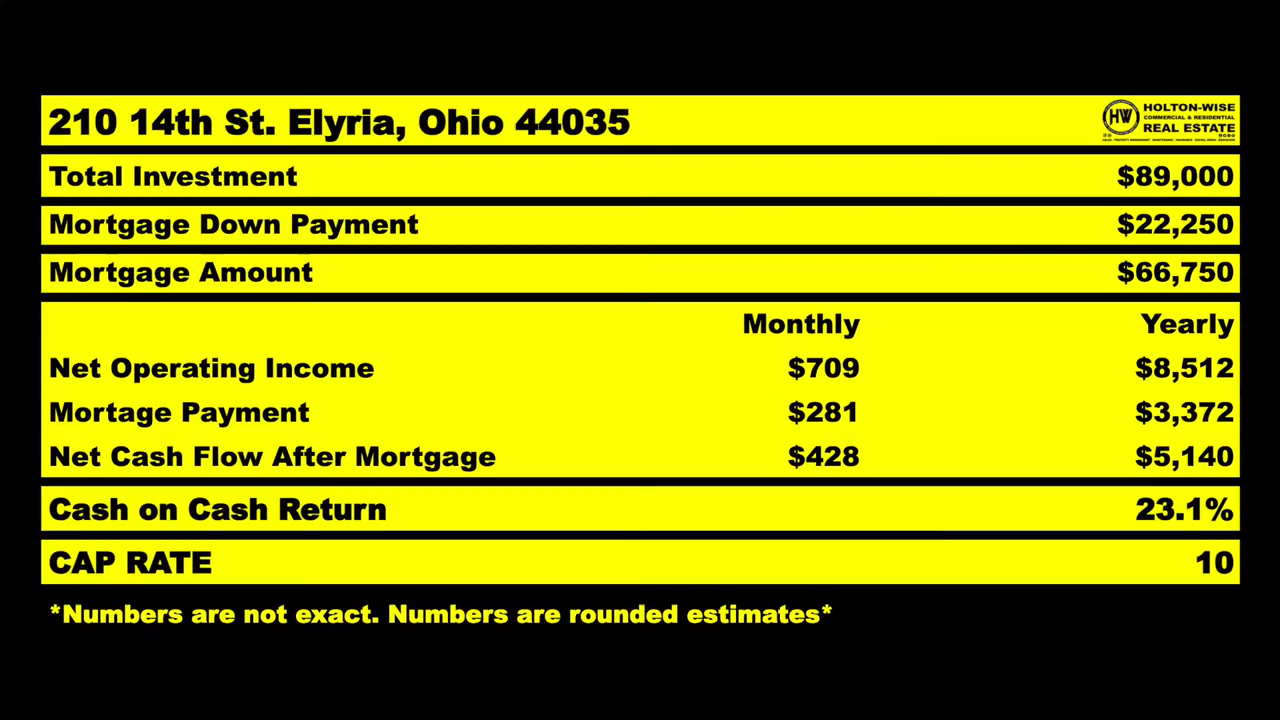 210 14th St. Elyria, Ohio 44035
HOLTON-WISE
COMMERCIAL & RESIDENTIAL
REAL ESTATE
HW
Total Investment $89,000
Mortgage Down Payment $22,250
Mortgage Amount $66,750
Monthly Yearly
Net Operating Income $709 $8,512
Mortage Payment $281 $3,372
Net Cash Flow After Mortgage $428 $5,140
Cash on Cash Return 23.1%
CAP RATE 10
*Numbers are not exact. Numbers are rounded estimates*